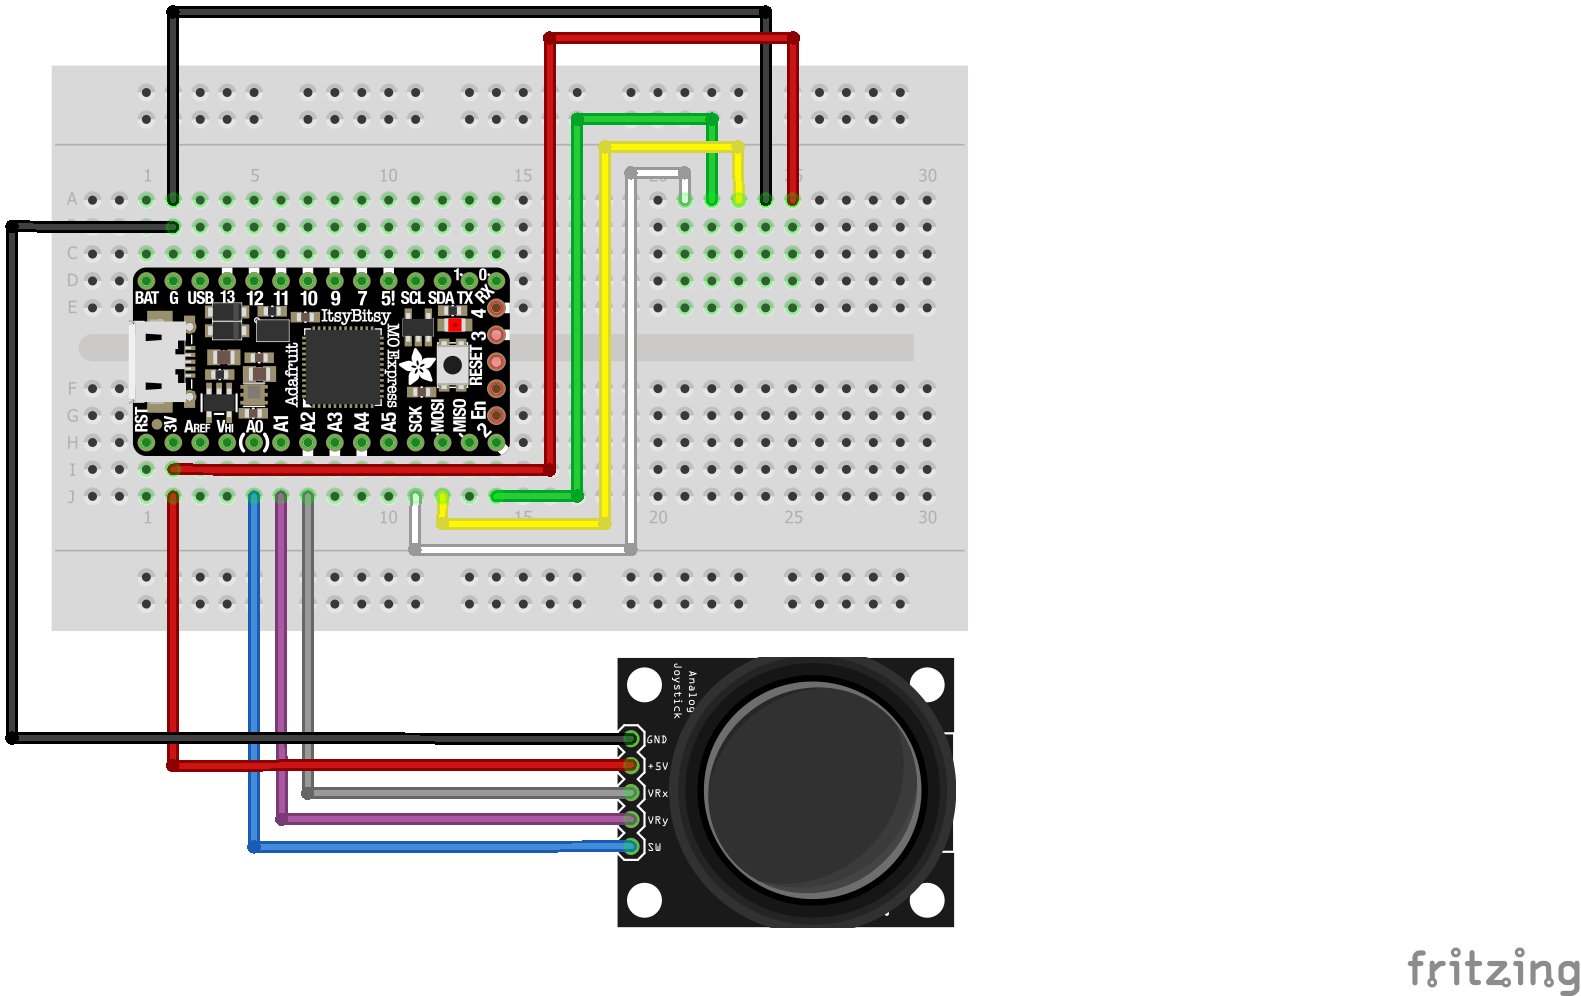 1 5 10 15 20 30
A
C
D
E
F
G
H
I
J
BAT G USB 13 12 11 10 9 7 5! SCL SDA TX RX
1 0
4
3
RESET
En
2
ItsyBitsy
M0 Express
Adafruit
RST 3V AREF VHI A0 A1 A2 A3 A4 A5 SCK MOSI MISO
1 10 15 20 25 30
Analog
Joystick
GND
+5V
VRx
VRy
SW
fritzing